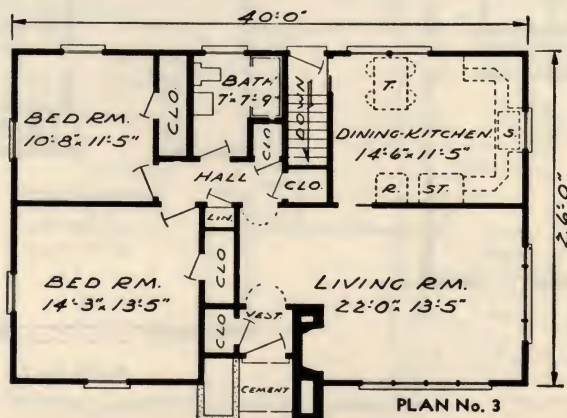 40'-0"
BED RM.
10'-8" x 11'-5"
CLO.
BATH
7' x 7'-9"
CLO
DOWN
T.
DINING-KITCHEN
14'-6" x 11'-5"
S.
R.
ST.
HALL
CLO.
LIN.
26'-0"
BED RM.
14'-3" x 13'-5"
CLO
LIVING RM.
22'-0" x 13'-5"
CLO
VEST.
CEMENT
PLAN No. 3